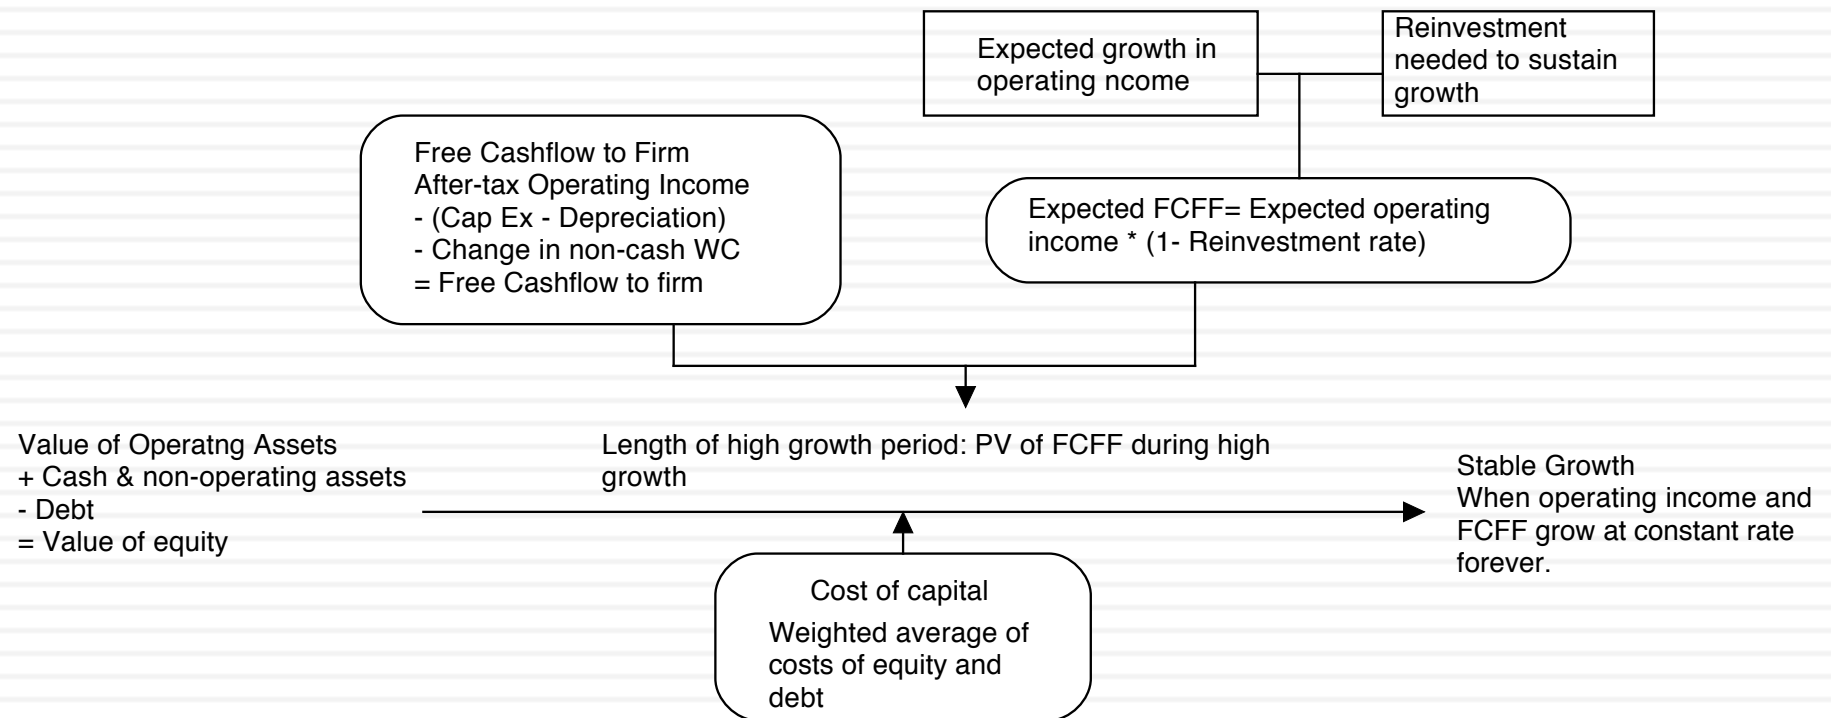 Expected growth in
operating ncome
Reinvestment
needed to sustain
growth
Free Cashflow to Firm
After-tax Operating Income
- (Cap Ex - Depreciation)
- Change in non-cash WC
= Free Cashflow to firm
Expected FCFF= Expected operating
income * (1- Reinvestment rate)
Value of Operatng Assets
+ Cash & non-operating assets
- Debt
= Value of equity
Length of high growth period: PV of FCFF during high
growth
Stable Growth
When operating income and
FCFF grow at constant rate
forever.
Cost of capital
Weighted average of
costs of equity and
debt